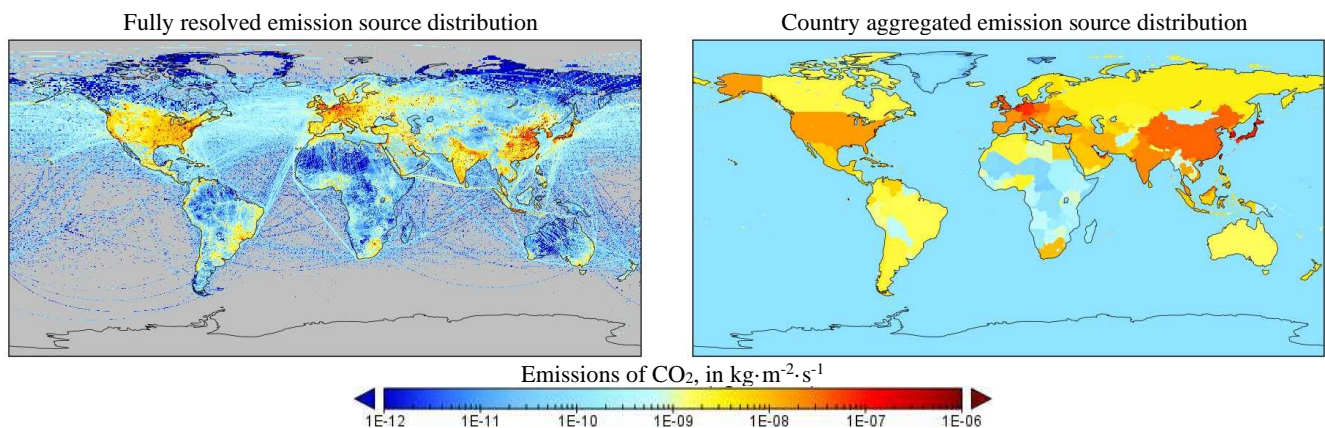 Fully resolved emission source distribution
Country aggregated emission source distribution
Emissions of CO₂, in kg·m⁻²·s⁻¹
1E-12 1E-11 1E-10 1E-09 1E-08 1E-07 1E-06